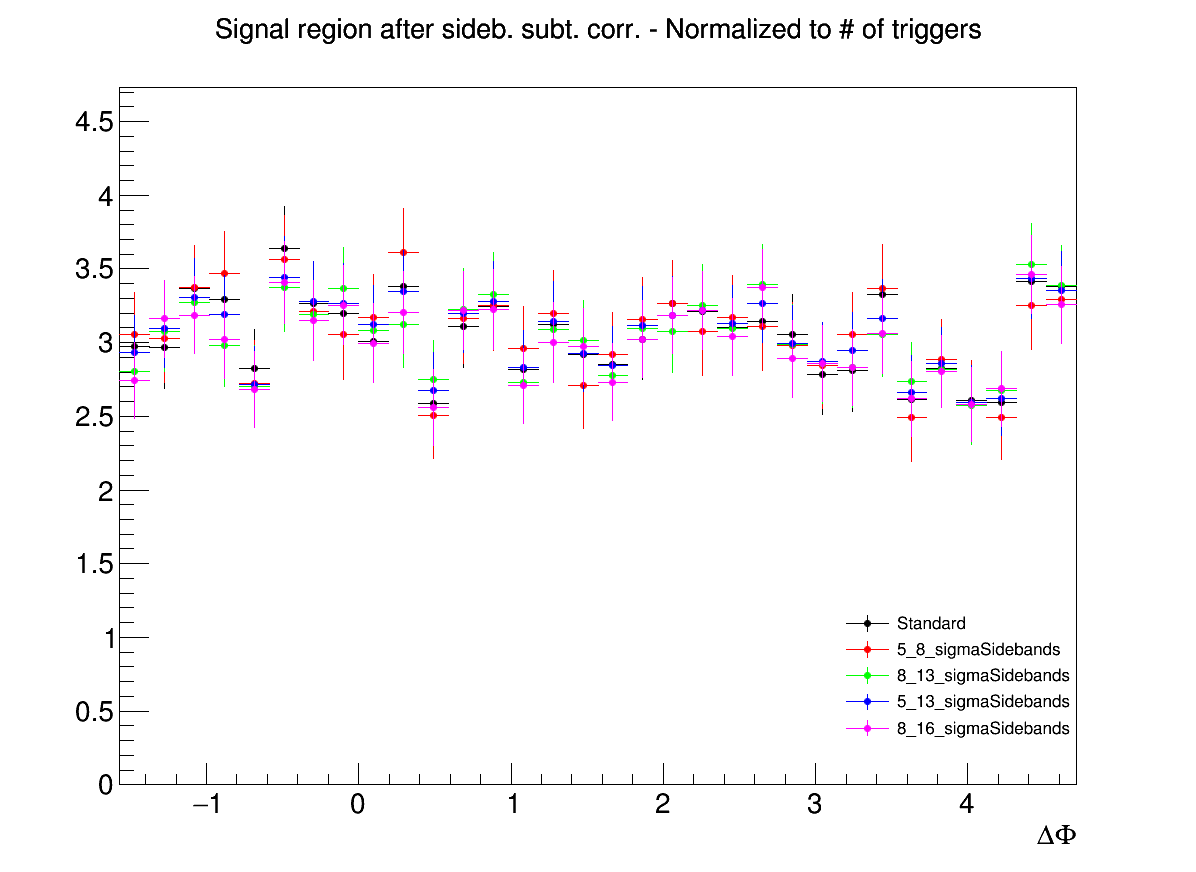 Signal region after sideb. subt. corr. - Normalized to # of triggers
4.5
4
3.5
3
2.5
2
1.5
1
0.5
0
−1
0
1
2
3
4
ΔΦ
Standard
5_8_sigmaSidebands
8_13_sigmaSidebands
5_13_sigmaSidebands
8_16_sigmaSidebands